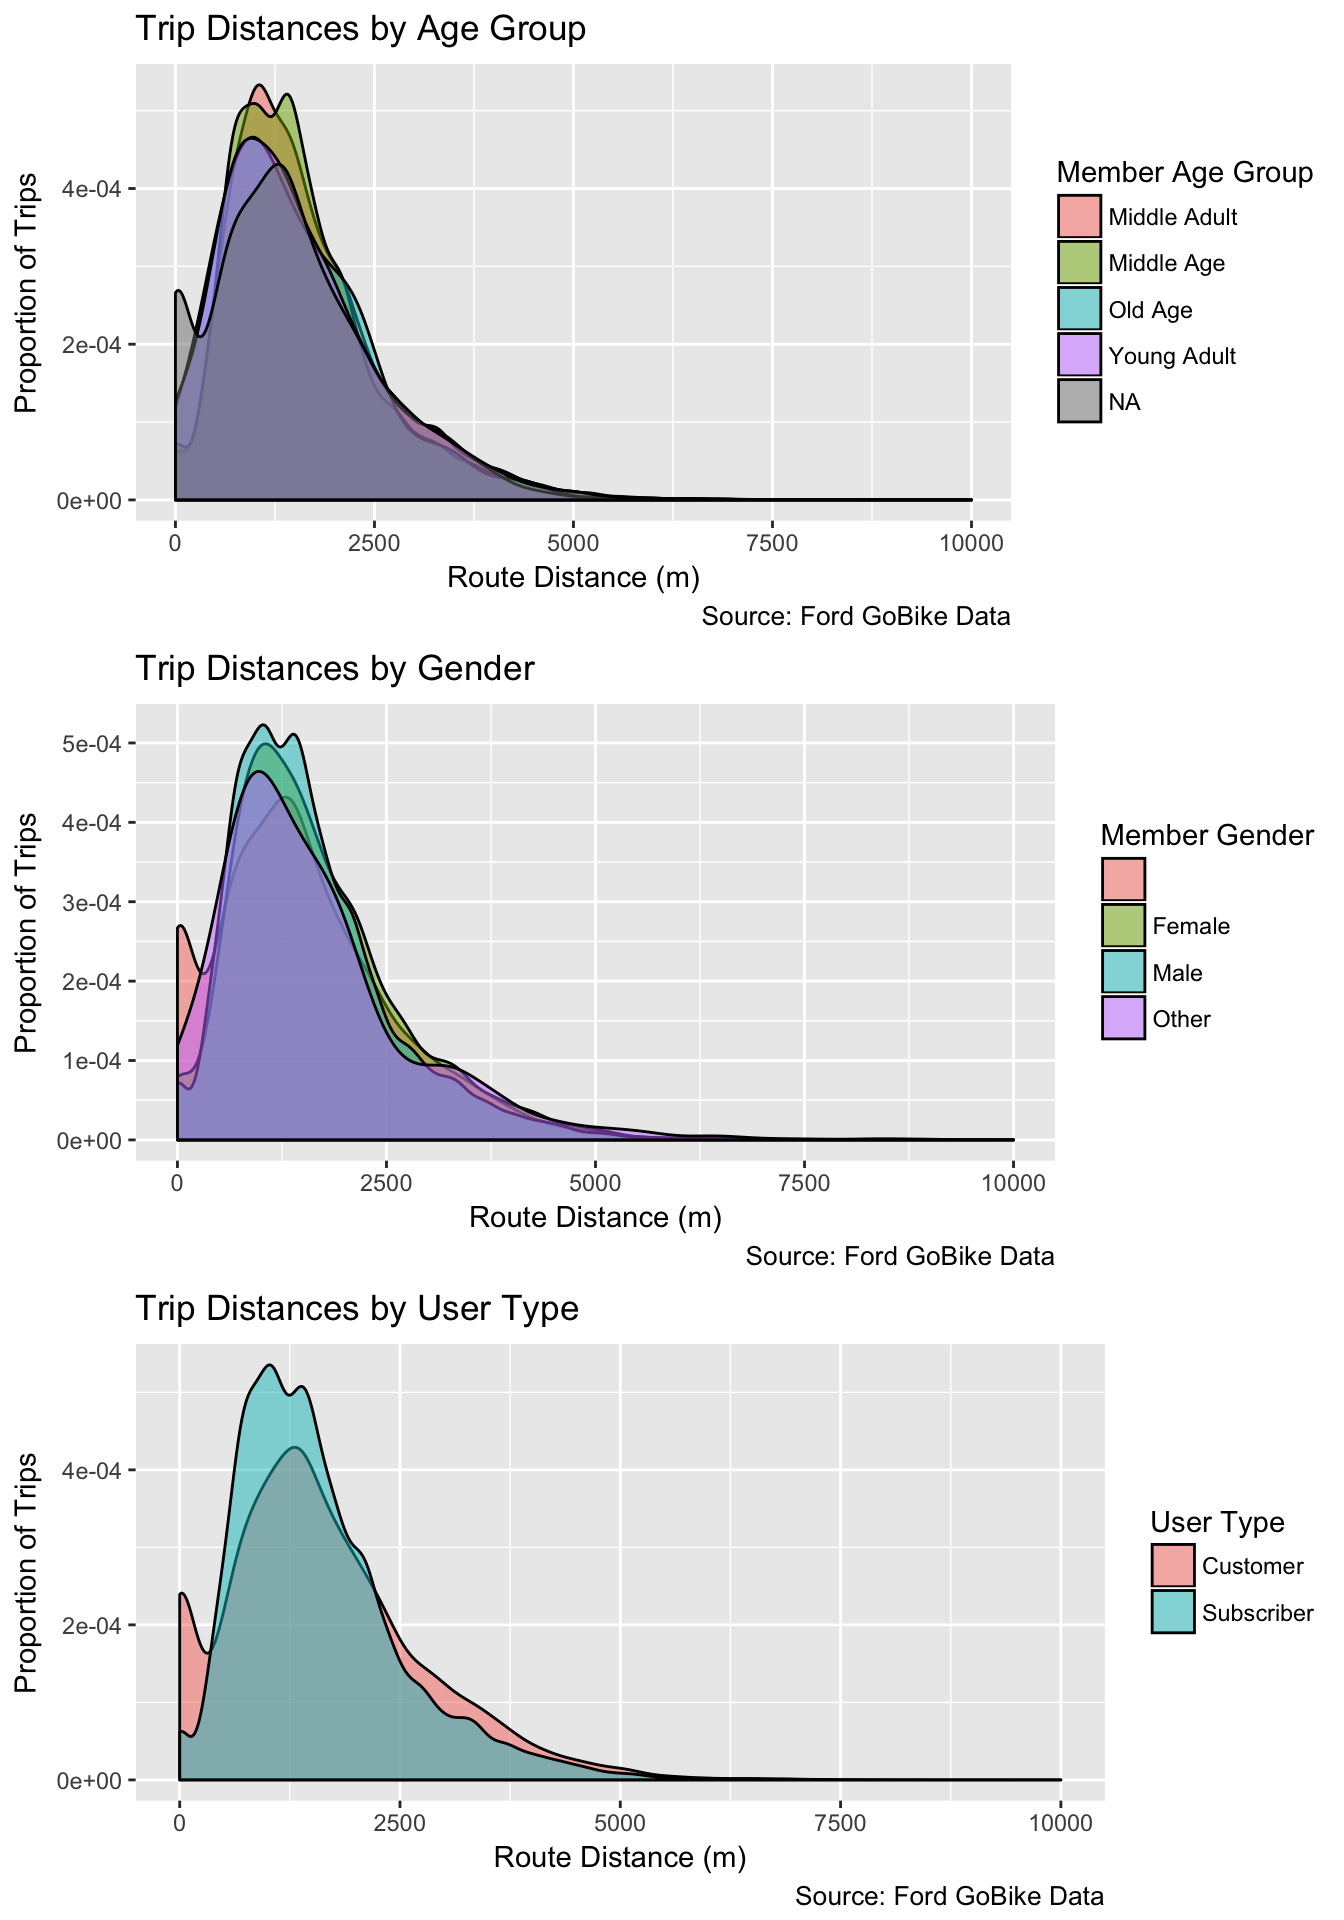 Trip Distances by Age Group
Proportion of Trips
4e-04
2e-04
0e+00
0 2500 5000 7500 10000
Route Distance (m)
Source: Ford GoBike Data
Member Age Group
Middle Adult
Middle Age
Old Age
Young Adult
NA
Trip Distances by Gender
Proportion of Trips
5e-04
4e-04
3e-04
2e-04
1e-04
0e+00
0 2500 5000 7500 10000
Route Distance (m)
Source: Ford GoBike Data
Member Gender
Female
Male
Other
Trip Distances by User Type
Proportion of Trips
4e-04
2e-04
0e+00
0 2500 5000 7500 10000
Route Distance (m)
Source: Ford GoBike Data
User Type
Customer
Subscriber